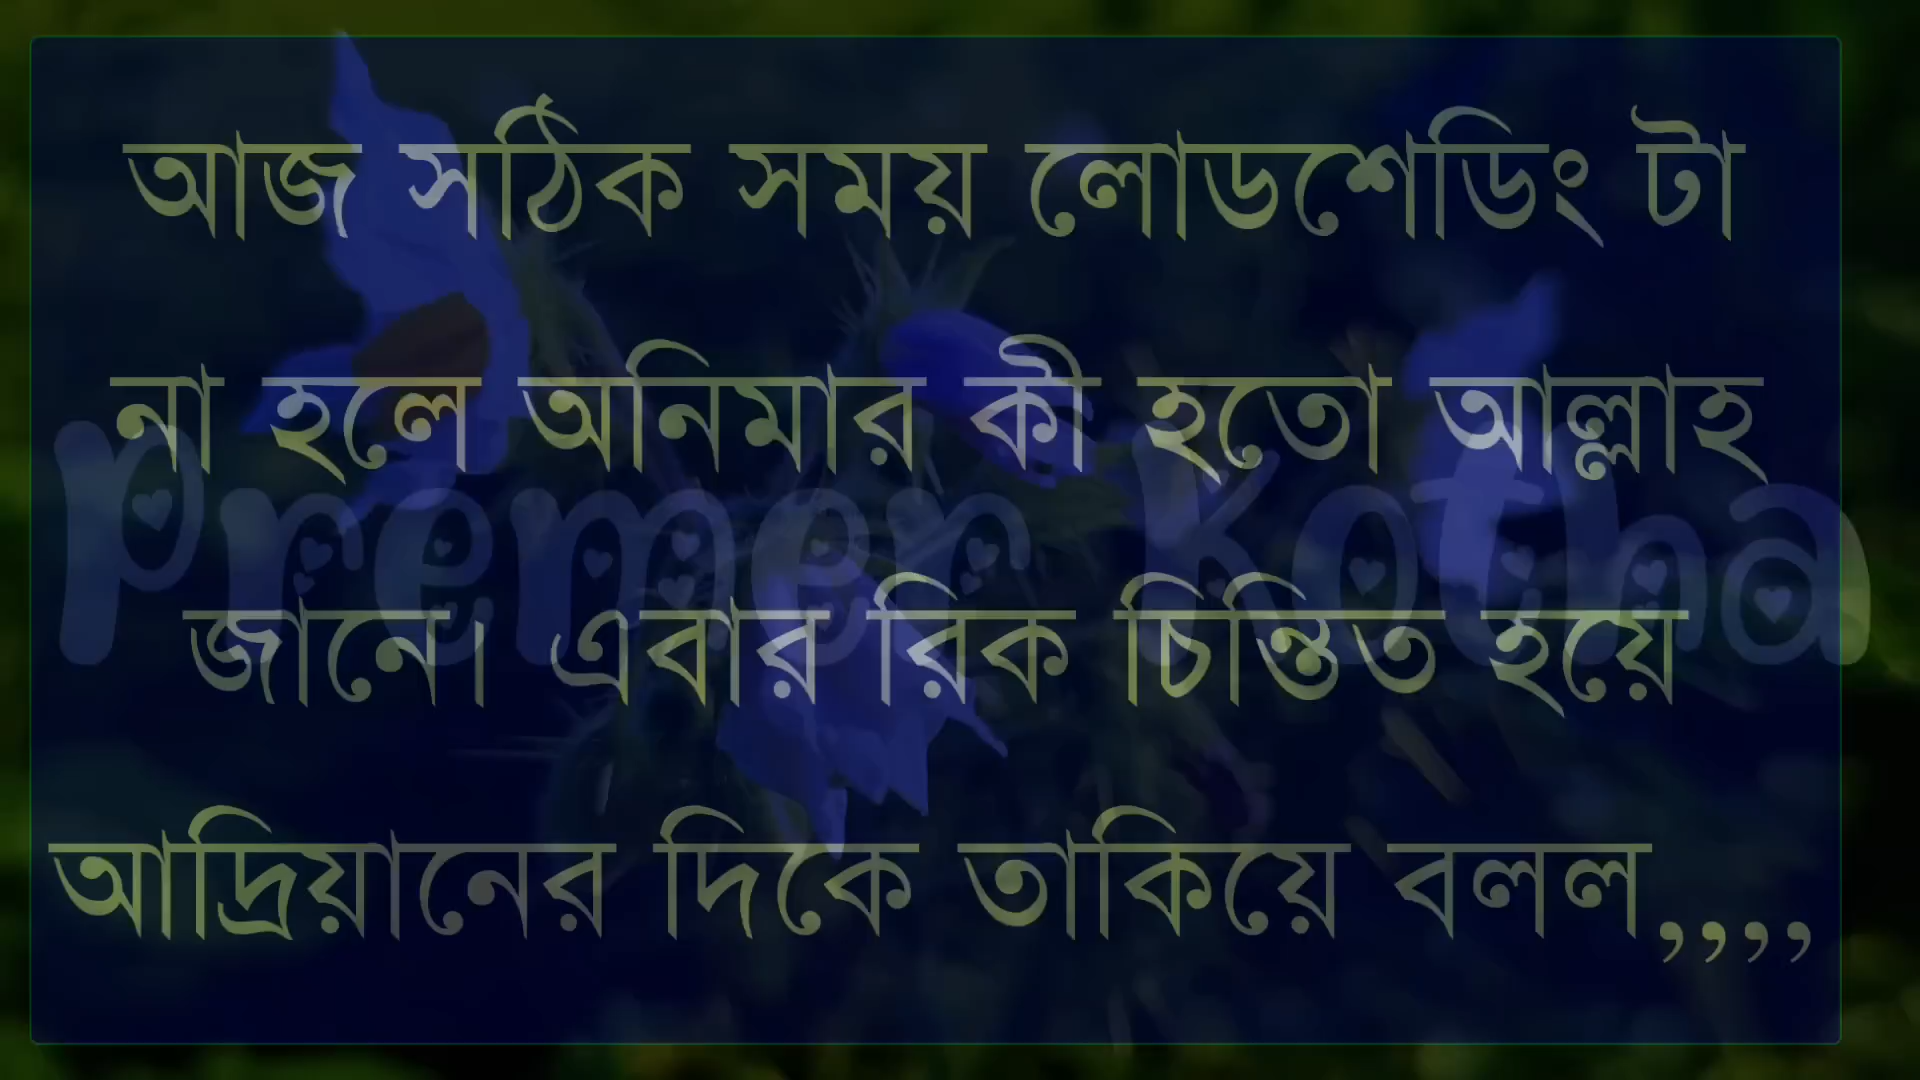 আজ সঠিক সময় লোডশেডিং টা
না হলে অনিমার কী হতো আল্লাহ
Premer Kotha
জানে। এবার রিক চিন্তিত হয়ে
আদ্রিয়ানের দিকে তাকিয়ে বলল,,,,